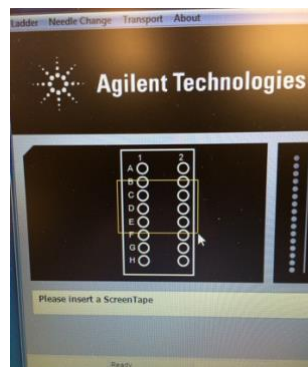 Ladder Needle Change Transport About
Agilent Technologies
1 2
A
B
C
D
E
F
G
H
Please insert a ScreenTape
Ready